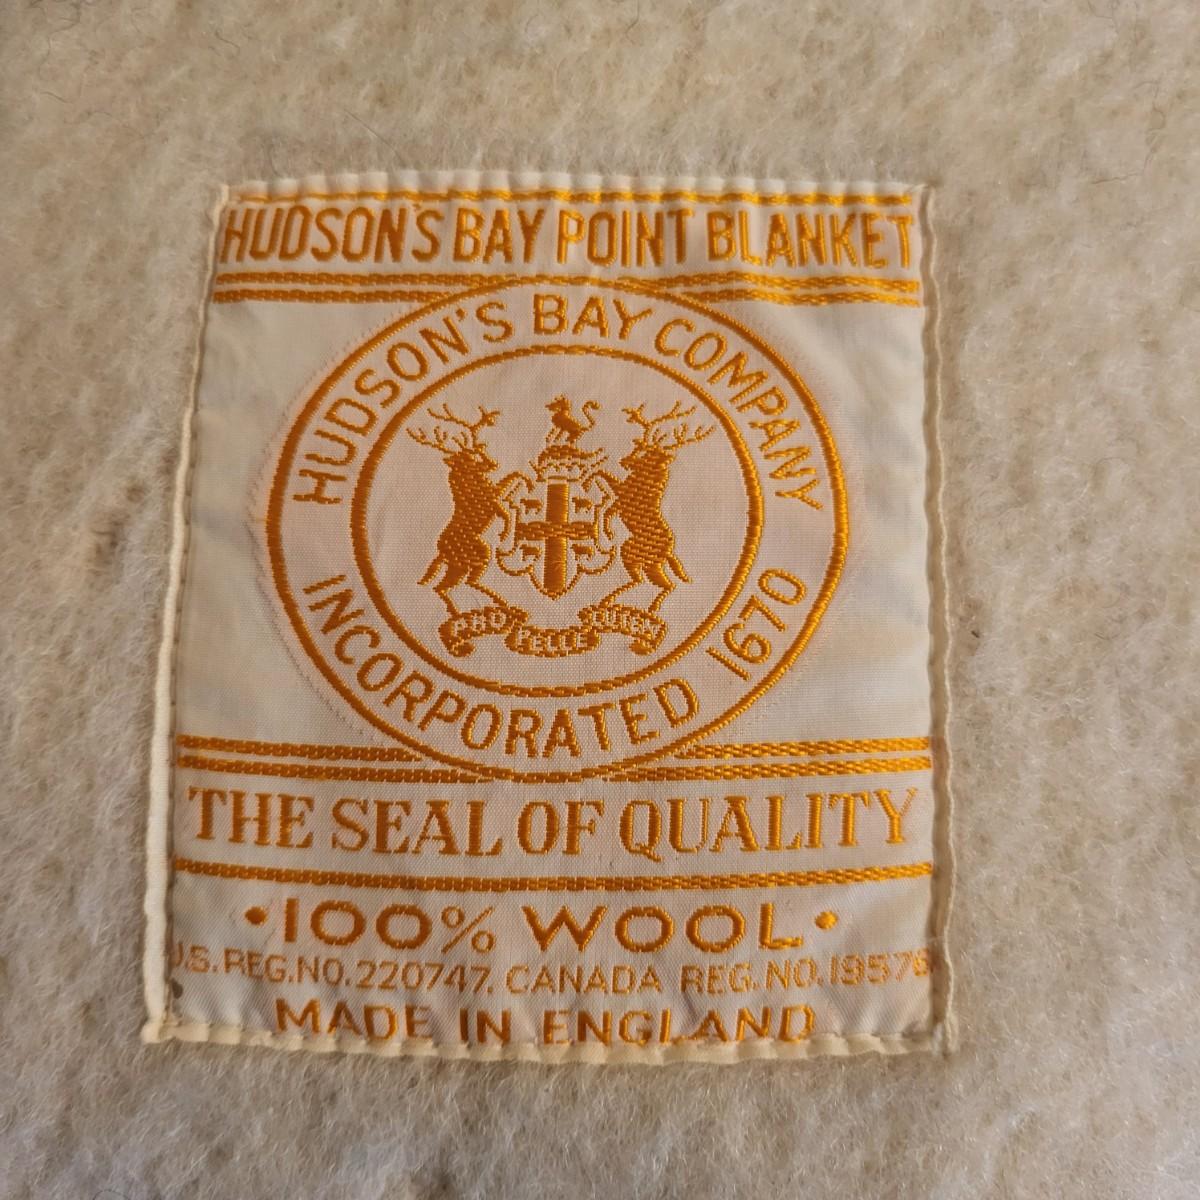 HUDSON'S BAY POINT BLANKET
HUDSON'S BAY COMPANY
PRO PELLE CUTEM
INCORPORATED 1670
THE SEAL OF QUALITY
•100% WOOL•
U.S. REG.NO.220747. CANADA REG.NO.19576
MADE IN ENGLAND